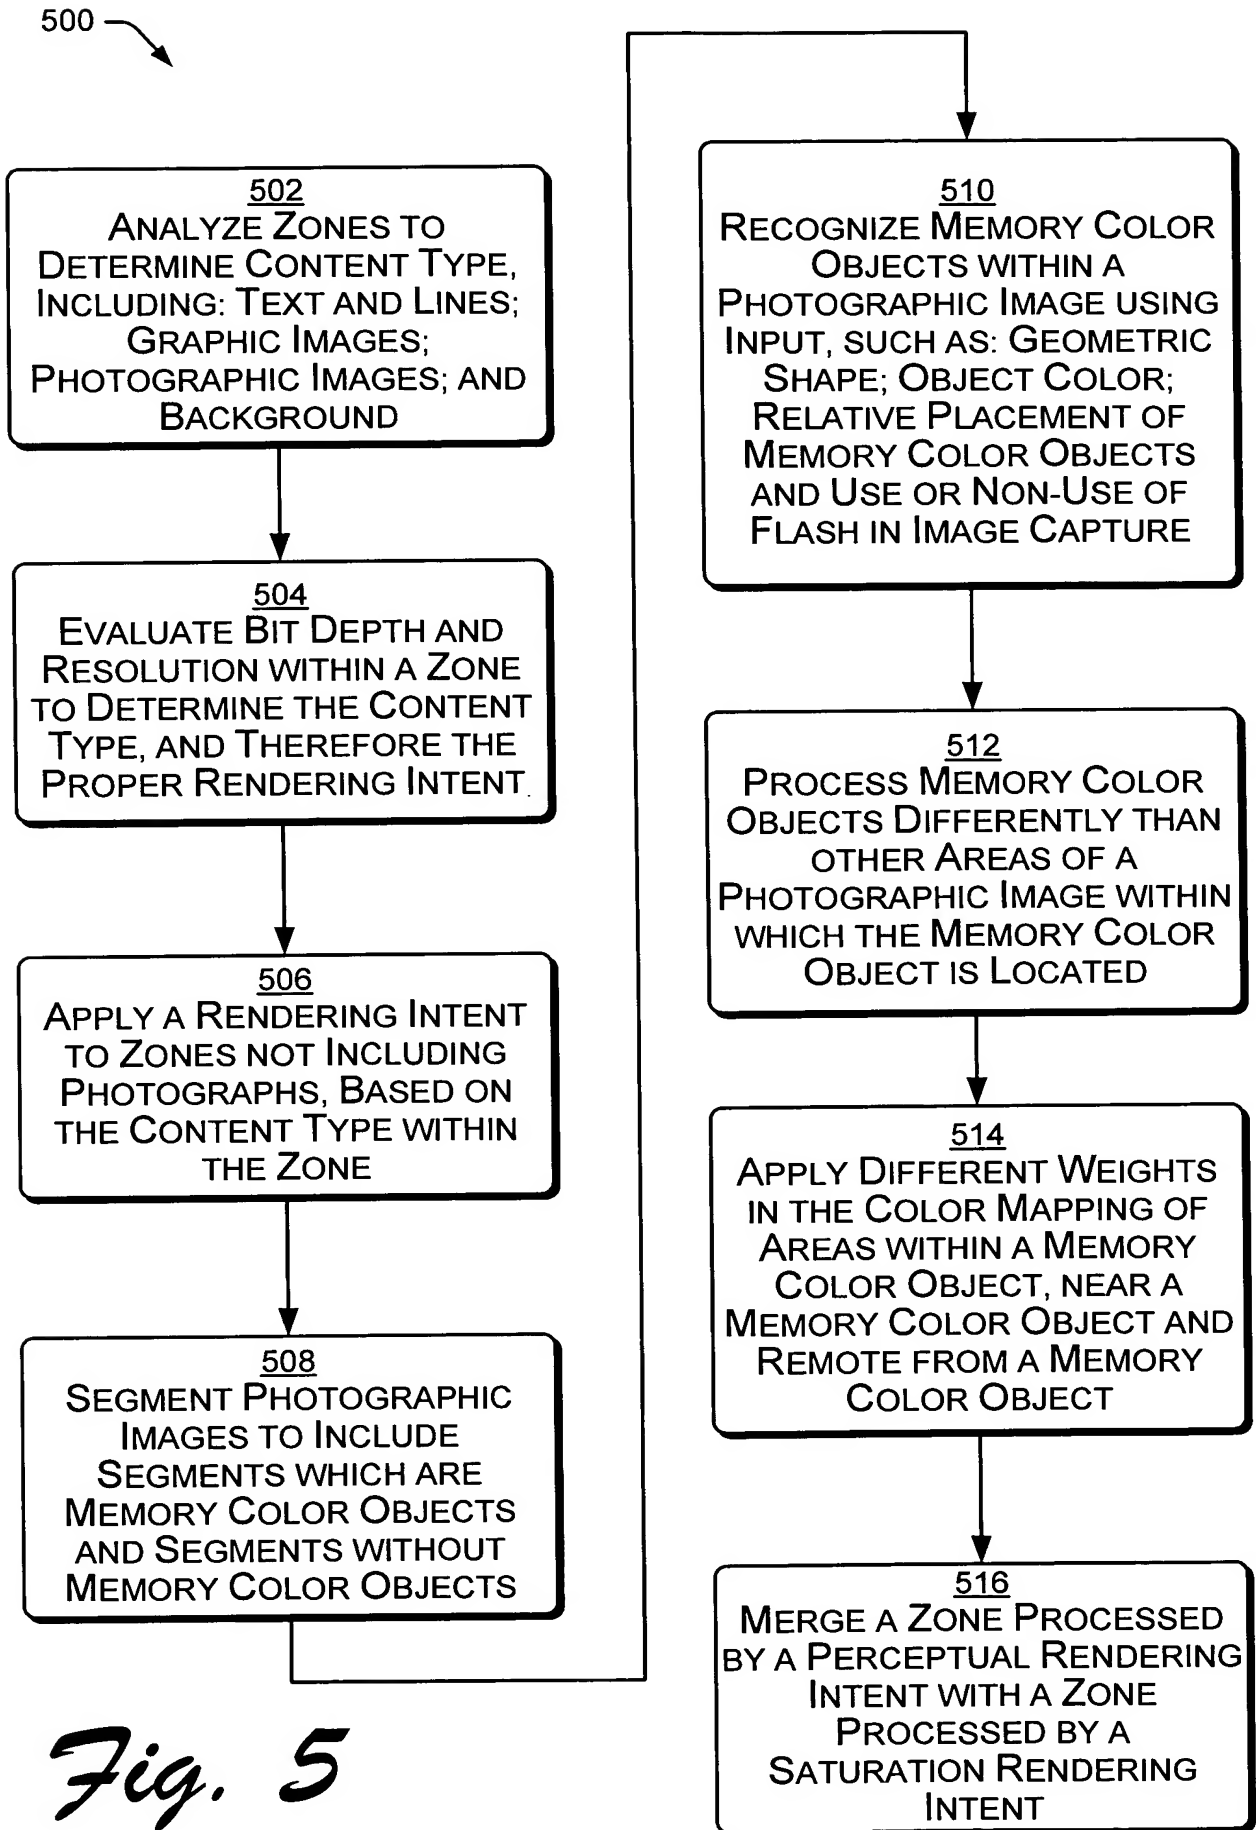 500
502
ANALYZE ZONES TO
DETERMINE CONTENT TYPE,
INCLUDING: TEXT AND LINES;
GRAPHIC IMAGES;
PHOTOGRAPHIC IMAGES; AND
BACKGROUND
504
EVALUATE BIT DEPTH AND
RESOLUTION WITHIN A ZONE
TO DETERMINE THE CONTENT
TYPE, AND THEREFORE THE
PROPER RENDERING INTENT.
506
APPLY A RENDERING INTENT
TO ZONES NOT INCLUDING
PHOTOGRAPHS, BASED ON
THE CONTENT TYPE WITHIN
THE ZONE
508
SEGMENT PHOTOGRAPHIC
IMAGES TO INCLUDE
SEGMENTS WHICH ARE
MEMORY COLOR OBJECTS
AND SEGMENTS WITHOUT
MEMORY COLOR OBJECTS
510
RECOGNIZE MEMORY COLOR
OBJECTS WITHIN A
PHOTOGRAPHIC IMAGE USING
INPUT, SUCH AS: GEOMETRIC
SHAPE; OBJECT COLOR;
RELATIVE PLACEMENT OF
MEMORY COLOR OBJECTS
AND USE OR NON-USE OF
FLASH IN IMAGE CAPTURE
512
PROCESS MEMORY COLOR
OBJECTS DIFFERENTLY THAN
OTHER AREAS OF A
PHOTOGRAPHIC IMAGE WITHIN
WHICH THE MEMORY COLOR
OBJECT IS LOCATED
514
APPLY DIFFERENT WEIGHTS
IN THE COLOR MAPPING OF
AREAS WITHIN A MEMORY
COLOR OBJECT, NEAR A
MEMORY COLOR OBJECT AND
REMOTE FROM A MEMORY
COLOR OBJECT
516
MERGE A ZONE PROCESSED
BY A PERCEPTUAL RENDERING
INTENT WITH A ZONE
PROCESSED BY A
SATURATION RENDERING
INTENT
Fig. 5